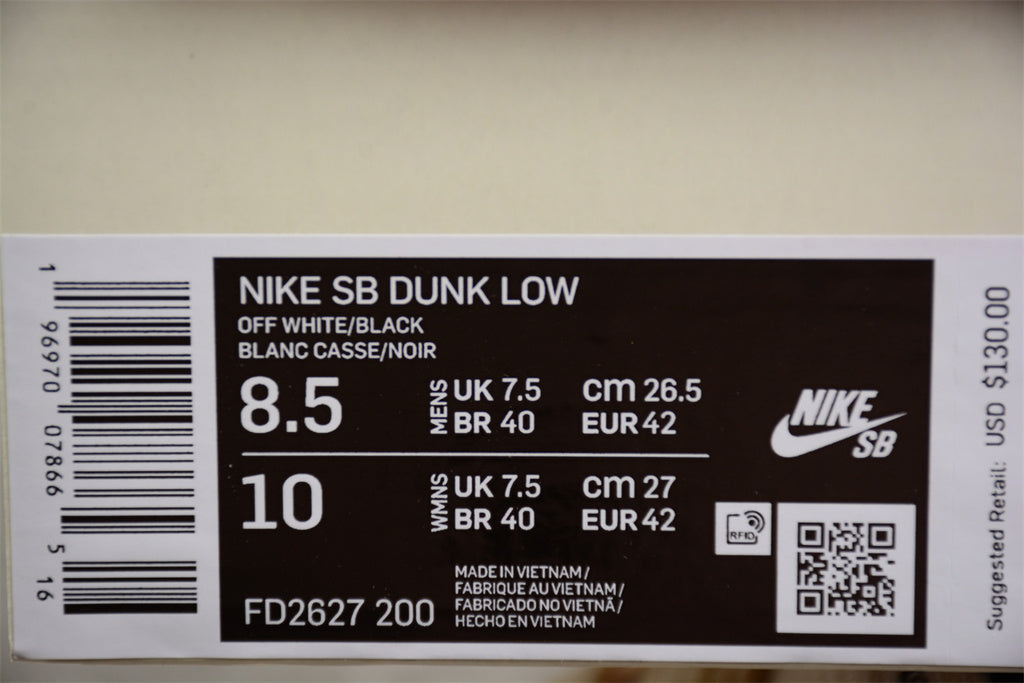 1 96970 07866 5 16
NIKE SB DUNK LOW
OFF WHITE/BLACK
BLANC CASSE/NOIR
8.5 MENS UK 7.5 cm 26.5
BR 40 EUR 42
10 WMNS UK 7.5 cm 27
BR 40 EUR 42
FD2627 200
MADE IN VIETNAM/
FABRIQUE AU VIETNAM/
FABRICADO NO VIETNÃ/
HECHO EN VIETNAM
NIKE
SB
RFID
Suggested Retail: USD $130.00